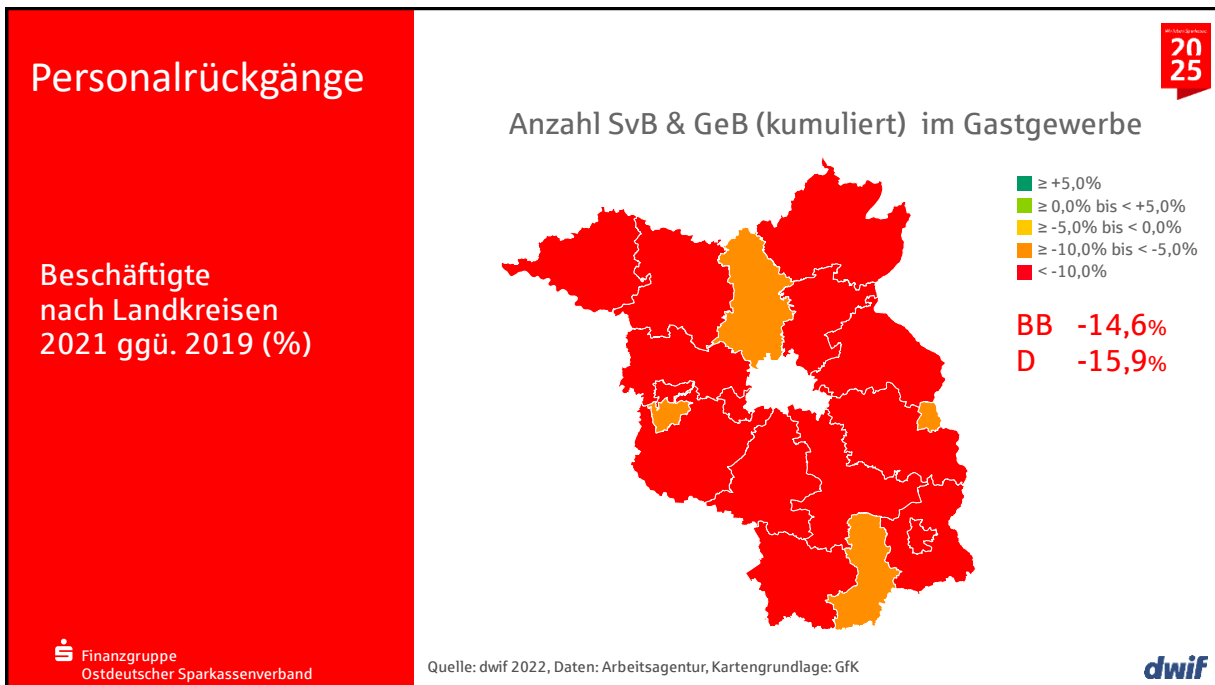 Personalrückgänge
Beschäftigte
nach Landkreisen
2021 ggü. 2019 (%)
Finanzgruppe
Ostdeutscher Sparkassenverband
20
25
Anzahl SvB & GeB (kumuliert) im Gastgewerbe
≥ +5,0%
≥ 0,0% bis < +5,0%
≥ -5,0% bis < 0,0%
≥ -10,0% bis < -5,0%
< -10,0%
BB -14,6%
D -15,9%
Quelle: dwif 2022, Daten: Arbeitsagentur, Kartengrundlage: GfK
dwif